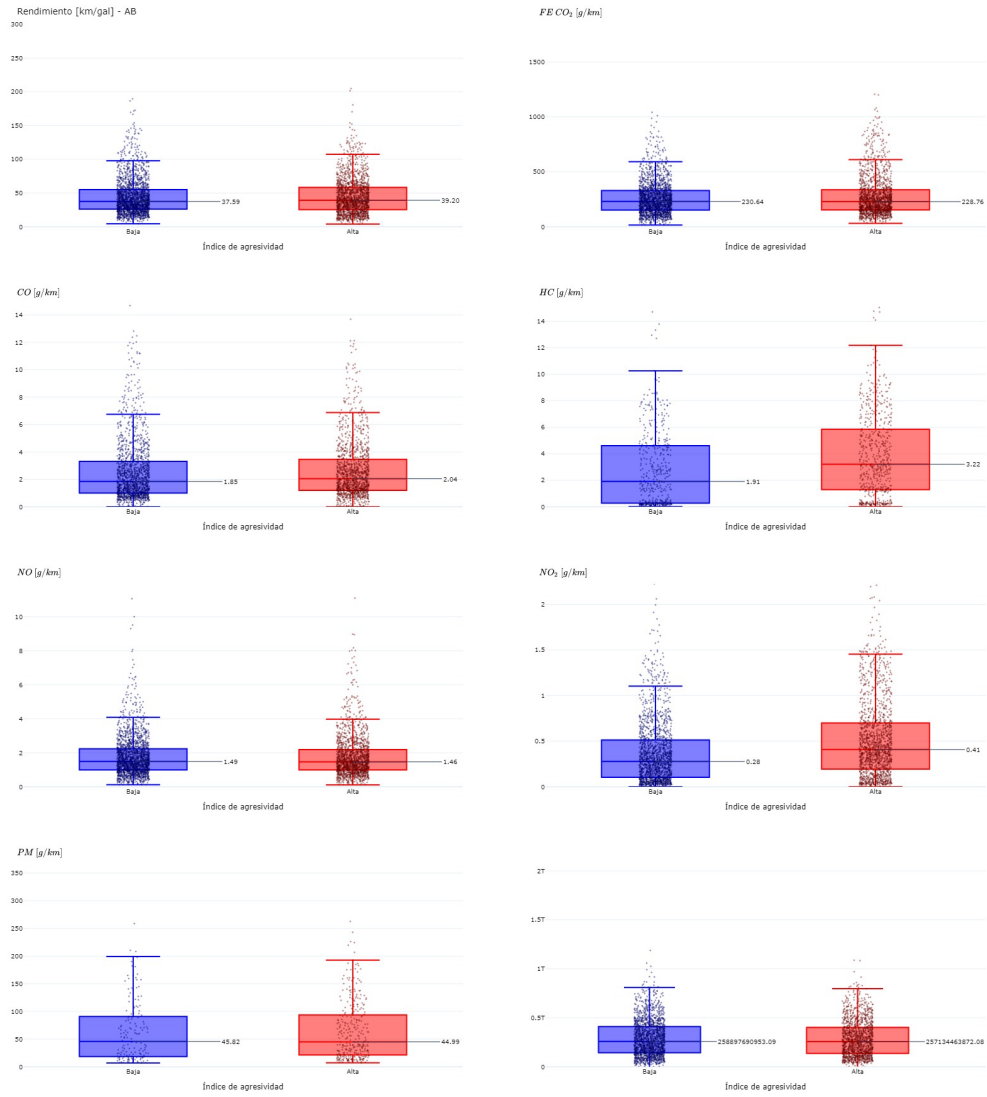 Rendimiento [km/gal] - AB
300
250
200
150
100
50
0
37.59
39.20
Baja
Alta
Índice de agresividad
FE CO₂ [g/km]
1500
1000
500
0
230.64
228.76
Baja
Alta
Índice de agresividad
CO [g/km]
14
12
10
8
6
4
2
0
1.85
2.04
Baja
Alta
Índice de agresividad
HC [g/km]
14
12
10
8
6
4
2
0
1.91
3.22
Baja
Alta
Índice de agresividad
NO [g/km]
10
8
6
4
2
0
1.49
1.46
Baja
Alta
Índice de agresividad
NO₂ [g/km]
2
1.5
1
0.5
0
0.28
0.41
Baja
Alta
Índice de agresividad
PM [g/km]
350
300
250
200
150
100
50
0
45.82
44.99
Baja
Alta
Índice de agresividad
2T
1.5T
1T
0.5T
0
258897690953.09
257134463872.08
Baja
Alta
Índice de agresividad